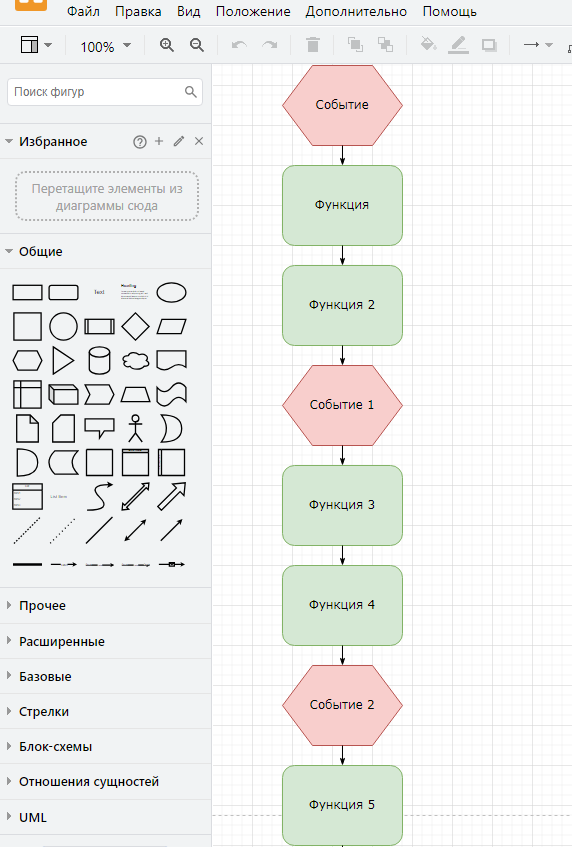 Файл Правка Вид Положение Дополнительно Помощь
100%
Поиск фигур
Избранное
Перетащите элементы из
диаграммы сюда
Общие
Text
Heading
List Item
Прочее
Расширенные
Базовые
Стрелки
Блок-схемы
Отношения сущностей
UML
Событие
Функция
Функция 2
Событие 1
Функция 3
Функция 4
Событие 2
Функция 5